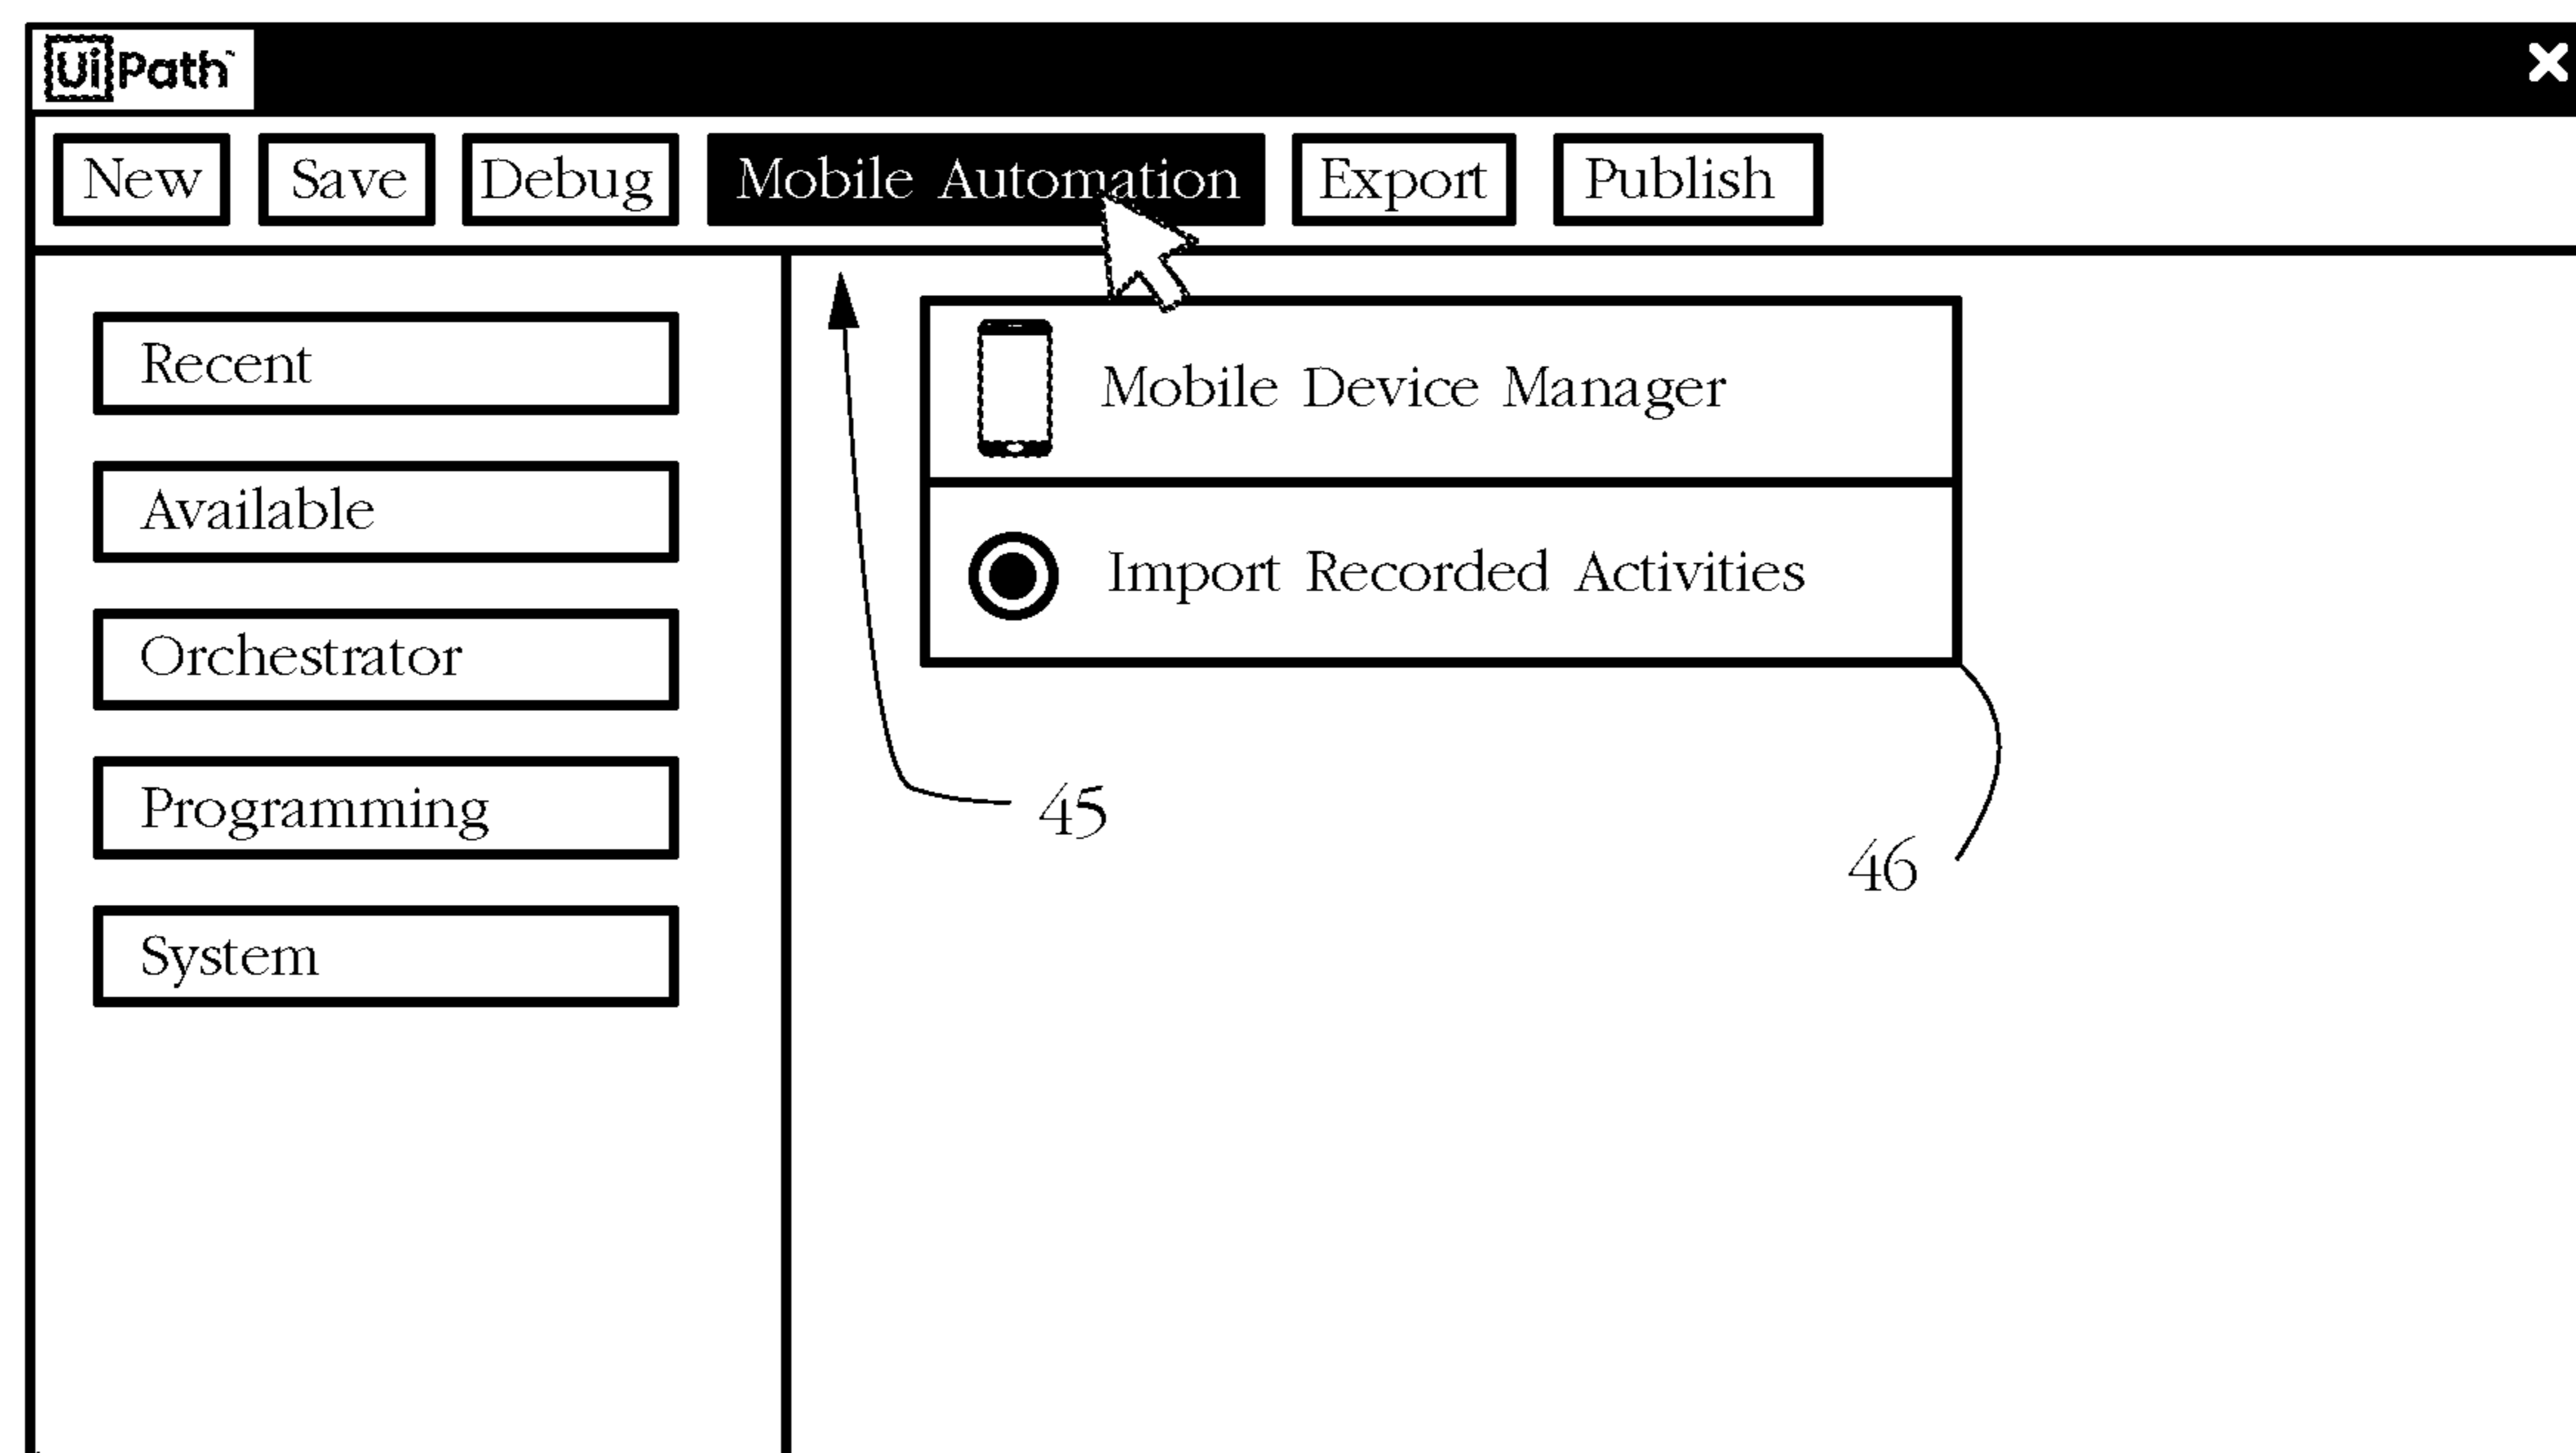 UiPath™
New Save Debug Mobile Automation Export Publish
Recent
Available
Orchestrator
Programming
System
Mobile Device Manager
Import Recorded Activities
45
46